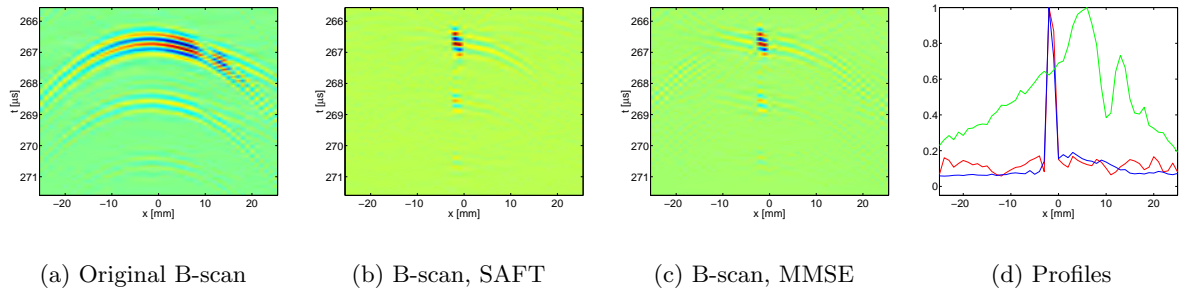 266
267
268
269
270
271
t [µs]
−20 −10 0 10 20
x [mm]
(a) Original B-scan
266
267
268
269
270
271
t [µs]
−20 −10 0 10 20
x [mm]
(b) B-scan, SAFT
266
267
268
269
270
271
t [µs]
−20 −10 0 10 20
x [mm]
(c) B-scan, MMSE
1
0.8
0.6
0.4
0.2
0
−20 −10 0 10 20
x [mm]
(d) Profiles